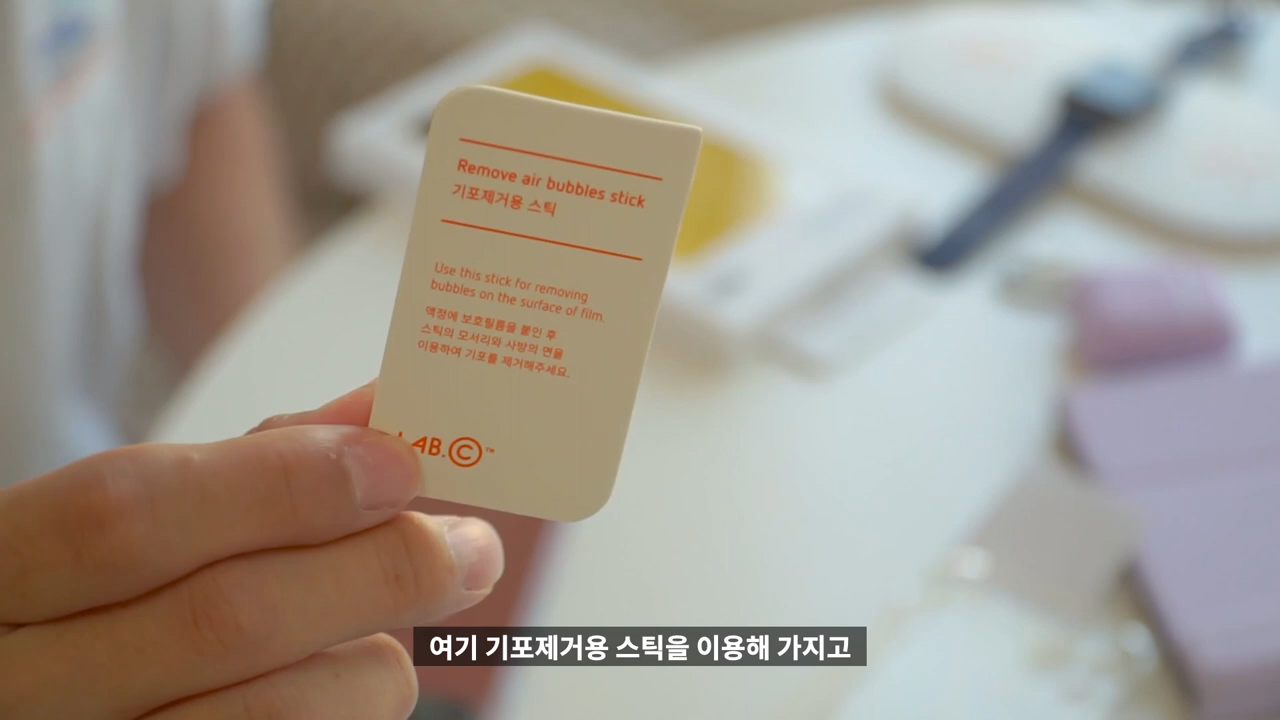 Remove air bubbles stick
기포제거용 스틱
Use this stick for removing
bubbles on the surface of film.
액정에 보호필름을 붙인 후
스틱의 모서리와 사방의 면을
이용하여 기포를 제거해주세요.
LAB.C™
여기 기포제거용 스틱을 이용해 가지고